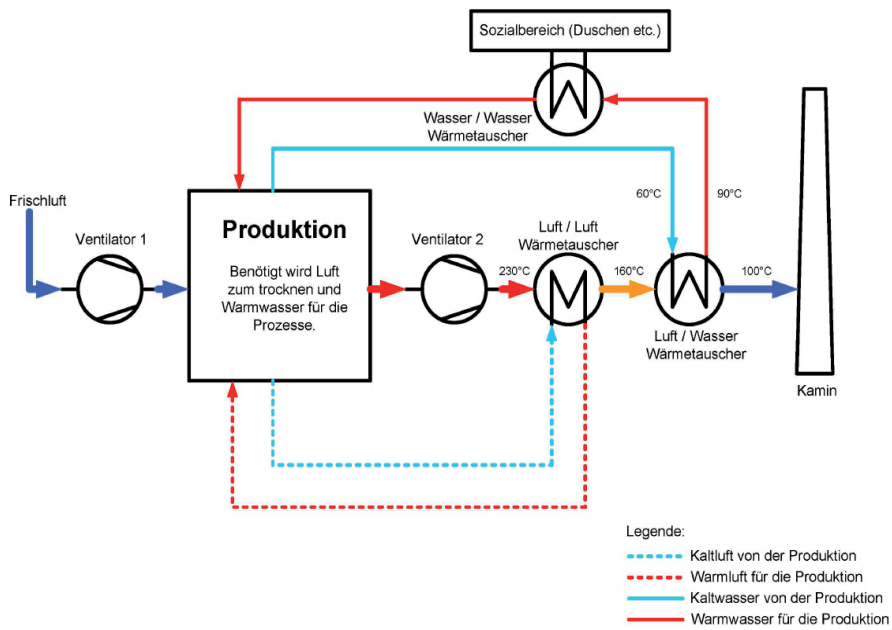 Sozialbereich (Duschen etc.)
Wasser / Wasser
Wärmetauscher
Frischluft
Ventilator 1
Produktion
Benötigt wird Luft
zum trocknen und
Warmwasser für die
Prozesse.
Ventilator 2
230°C
Luft / Luft
Wärmetauscher
160°C
60°C
90°C
100°C
Luft / Wasser
Wärmetauscher
Kamin
Legende:
Kaltluft von der Produktion
Warmluft für die Produktion
Kaltwasser von der Produktion
Warmwasser für die Produktion